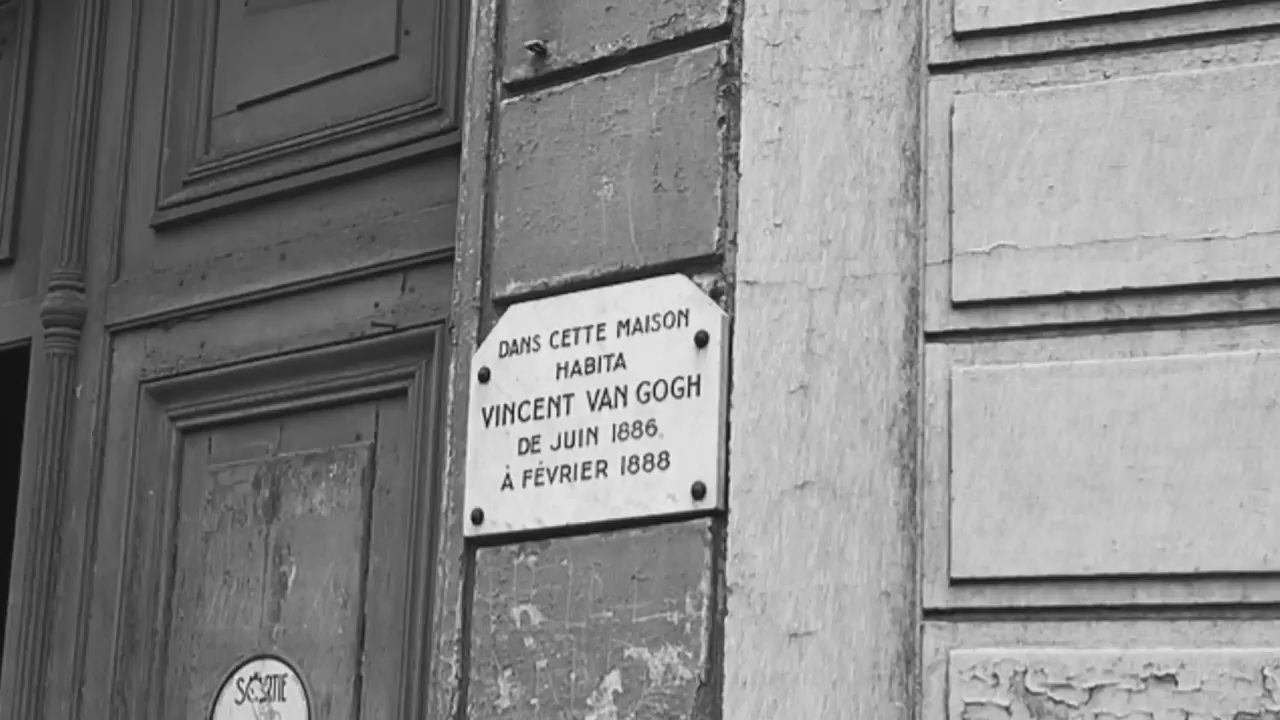 DANS CETTE MAISON
HABITA
VINCENT VAN GOGH
DE JUIN 1886
À FÉVRIER 1888
SORTIE